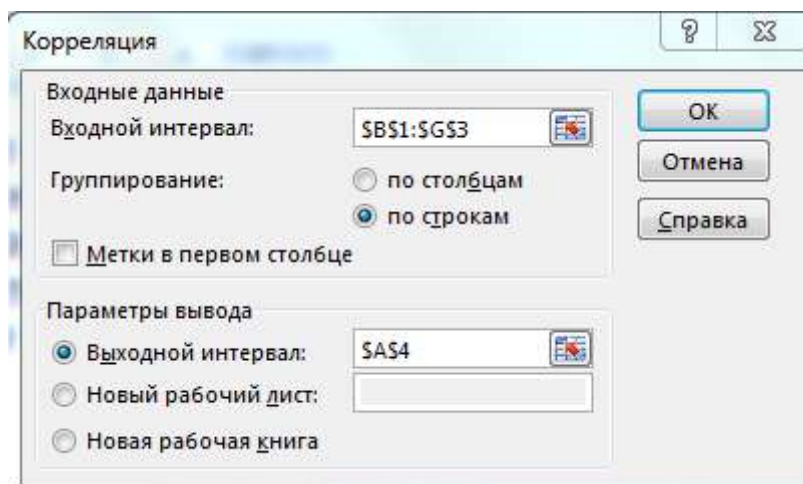 Корреляция
Входные данные
Входной интервал: $B$1:$G$3
Группирование: по столбцам
по строкам
Метки в первом столбце
Параметры вывода
Выходной интервал: $A$4
Новый рабочий лист:
Новая рабочая книга
OK
Отмена
Справка